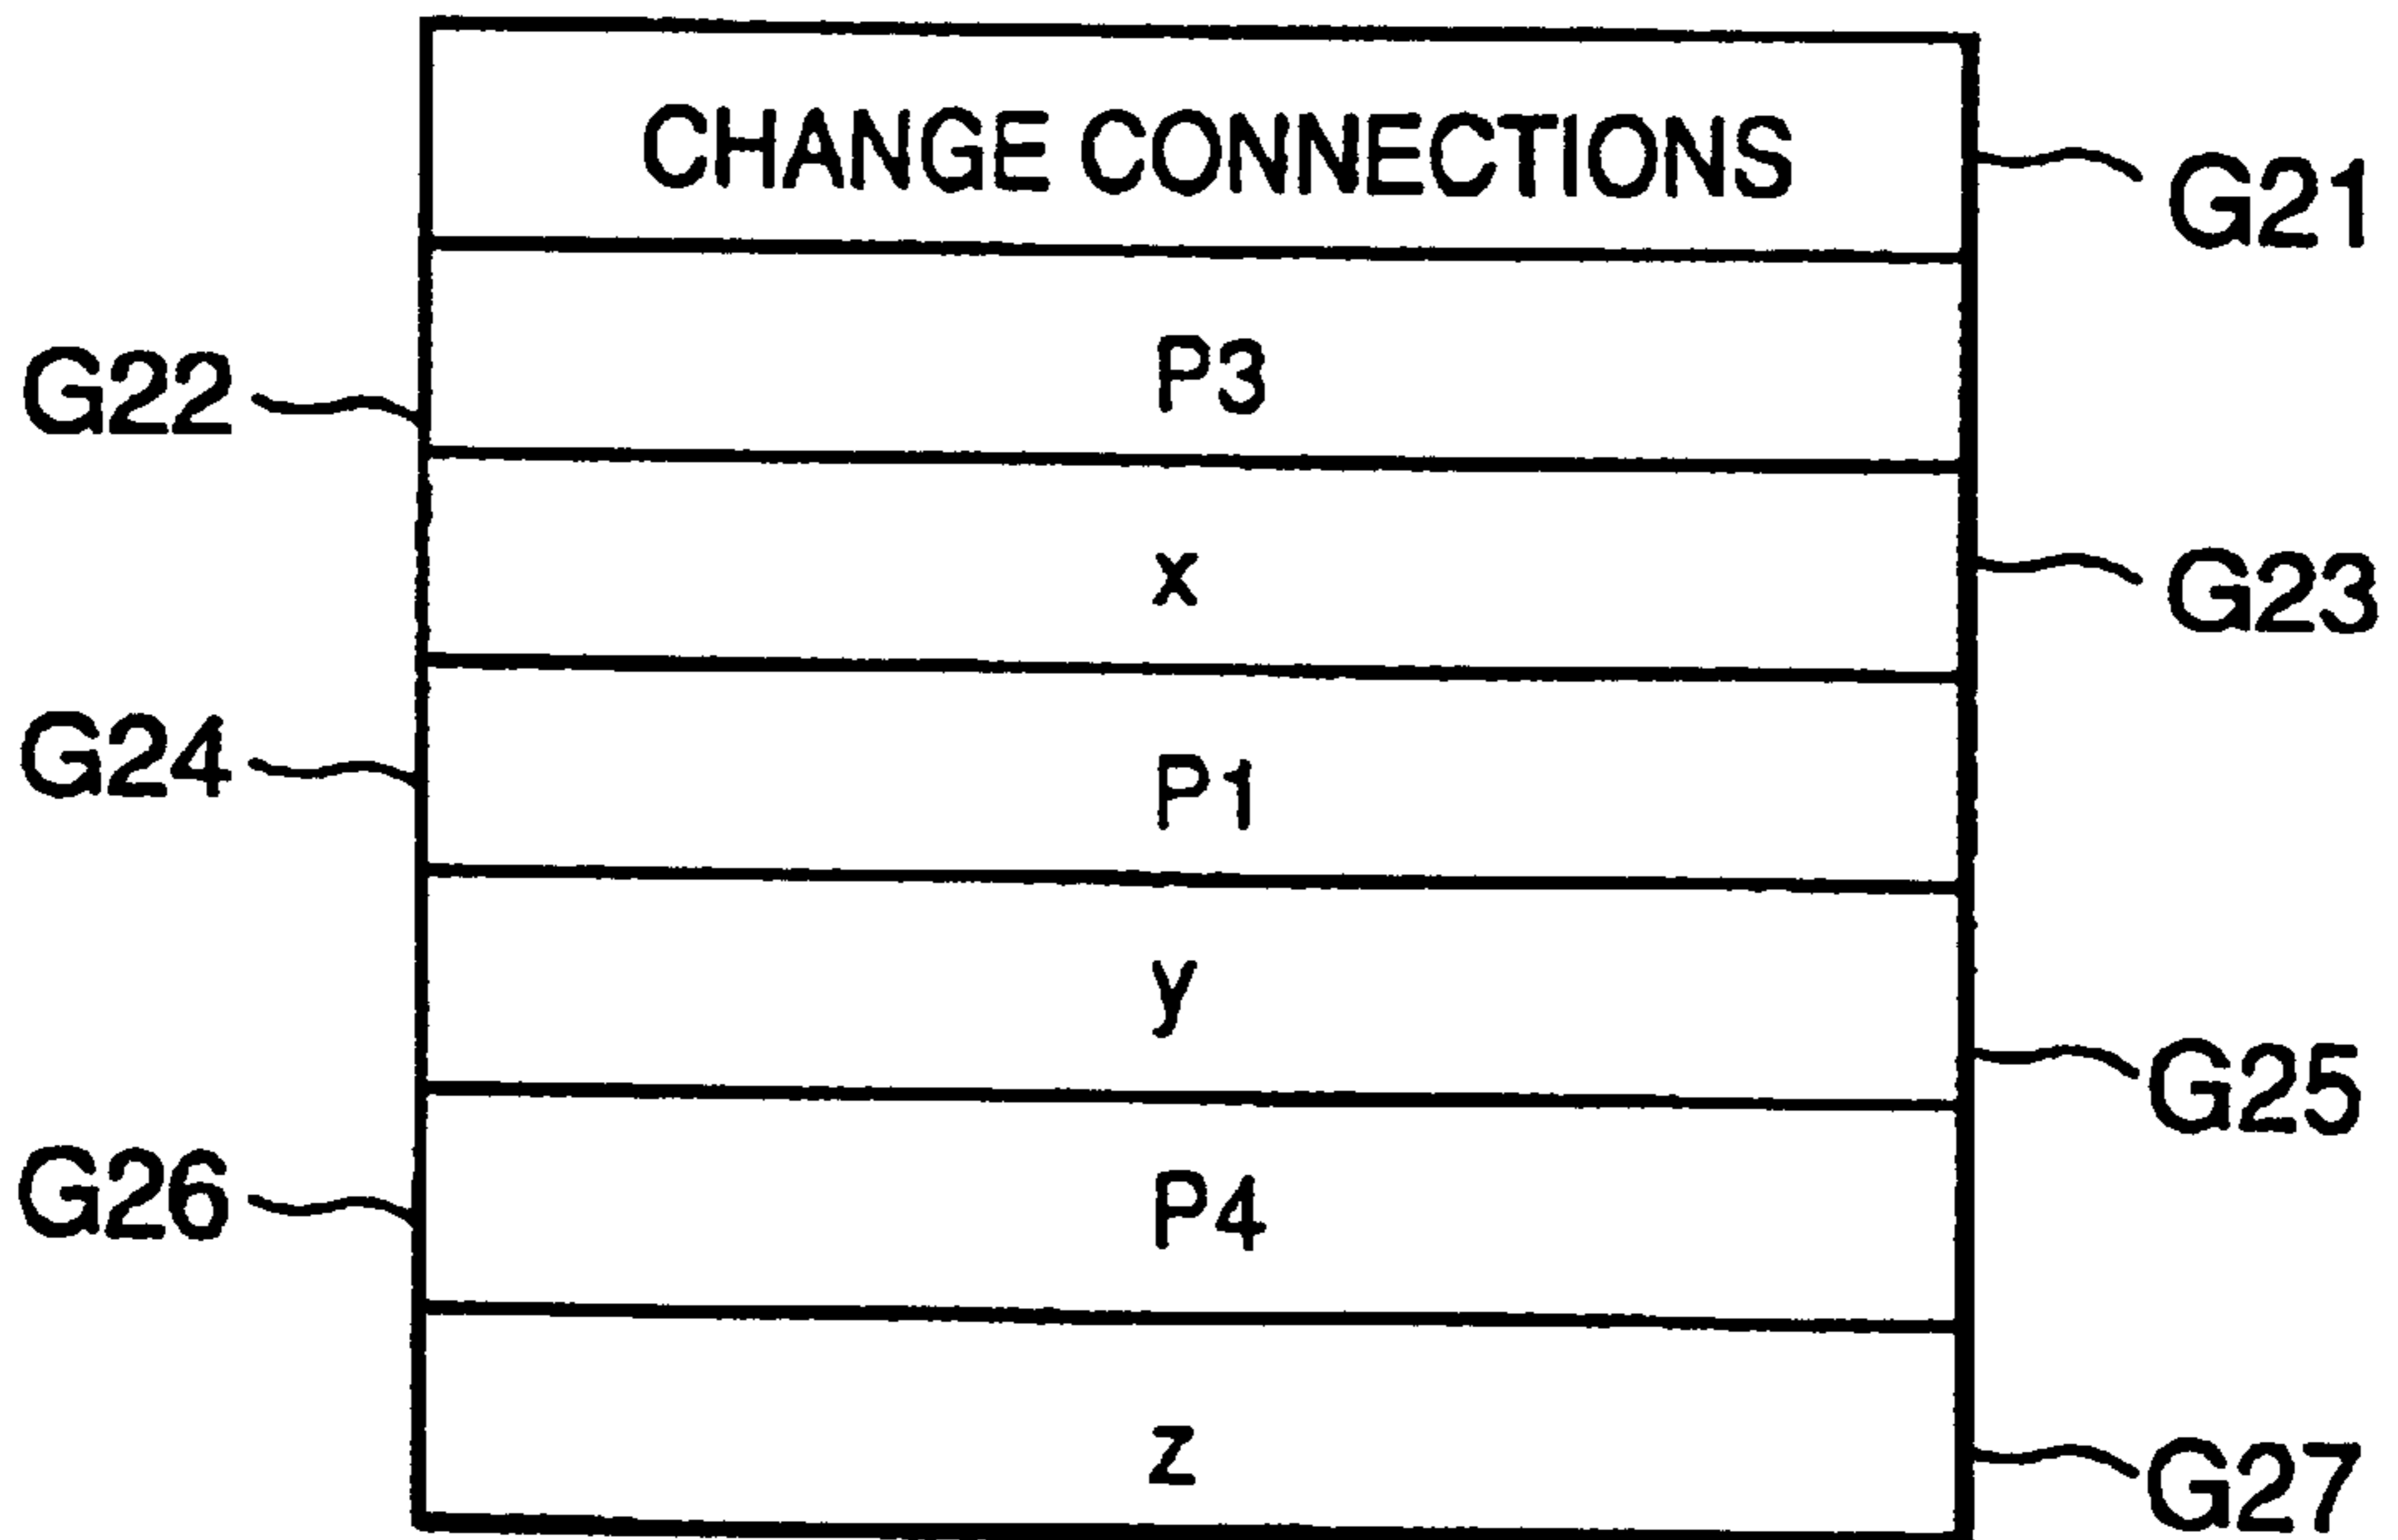 CHANGE CONNECTIONS
G21
P3
G22
x
G23
P1
G24
y
G25
P4
G26
z
G27